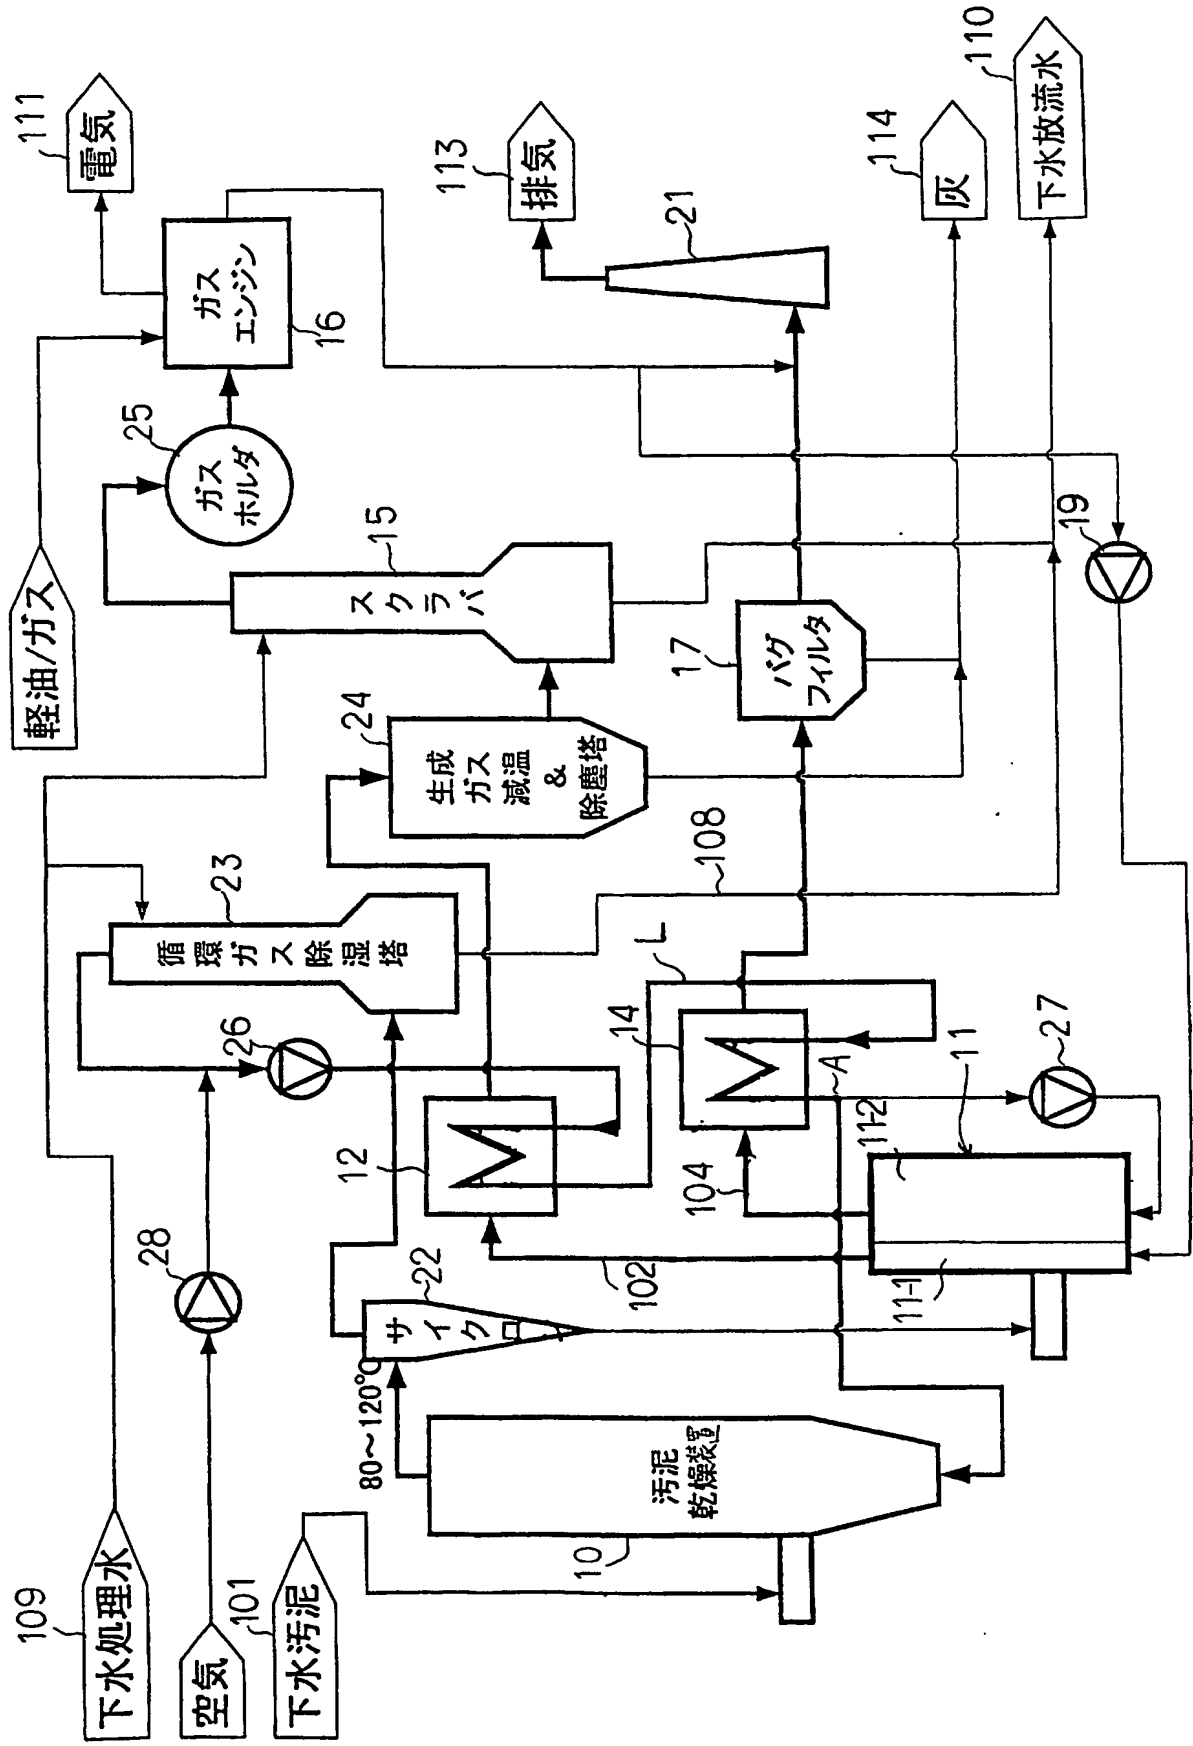 109
下水処理水
空気
101
下水汚泥
28
軽油/ガス
111
電気
ガス
エンジン
16
25
ガス
ホルダ
15
スクラバ
23
循環ガス除湿塔
26
24
生成
ガス
減温
&
除塵塔
113
排気
21
114
灰
110
下水放流水
17
バグ
フィルタ
19
108
L
14
12
A
27
104
102
22
サイクロ
80～120℃
10
汚泥
乾燥装置
11
11-2
11-1